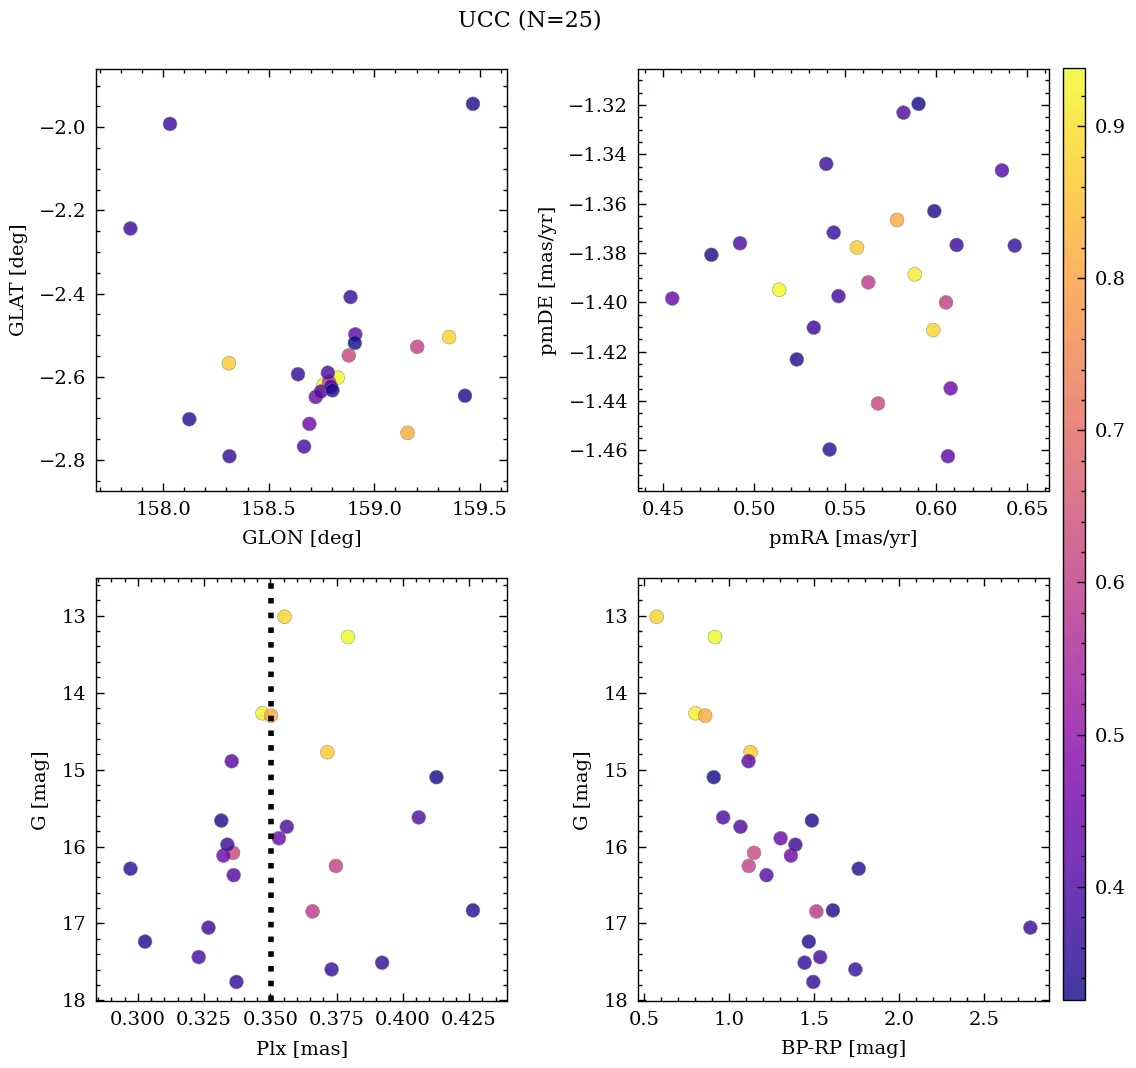 UCC (N=25)
−2.0
−2.2
−2.4
−2.6
−2.8
GLAT [deg]
158.0 158.5 159.0 159.5
GLON [deg]
−1.32
−1.34
−1.36
−1.38
−1.40
−1.42
−1.44
−1.46
pmDE [mas/yr]
0.45 0.50 0.55 0.60 0.65
pmRA [mas/yr]
13
14
15
16
17
18
G [mag]
0.300 0.325 0.350 0.375 0.400 0.425
Plx [mas]
13
14
15
16
17
18
G [mag]
0.5 1.0 1.5 2.0 2.5
BP-RP [mag]
0.9
0.8
0.7
0.6
0.5
0.4